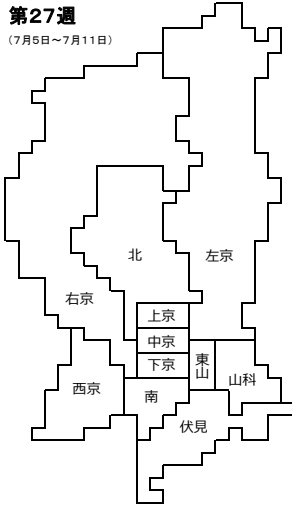 第27週
（7月5日～7月11日）
北
左京
右京
上京
中京
下京
東山
山科
西京
南
伏見